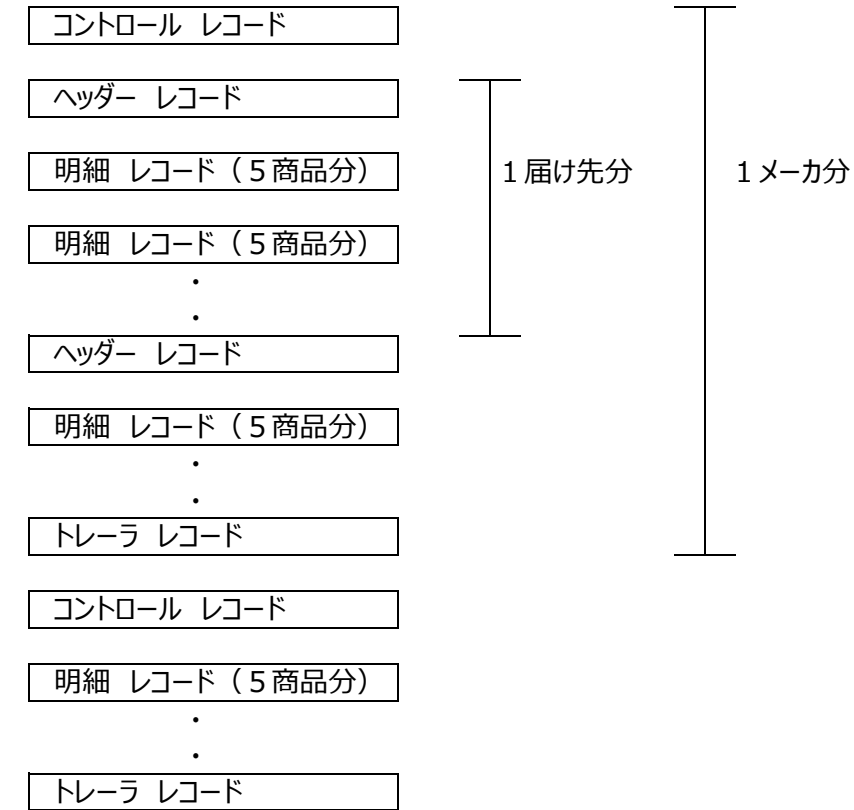 コントロール レコード
ヘッダー レコード
明細 レコード（５商品分）
１届け先分
１メーカ分
明細 レコード（５商品分）
・
・
ヘッダー レコード
明細 レコード（５商品分）
・
・
トレーラ レコード
コントロール レコード
明細 レコード（５商品分）
・
・
トレーラ レコード